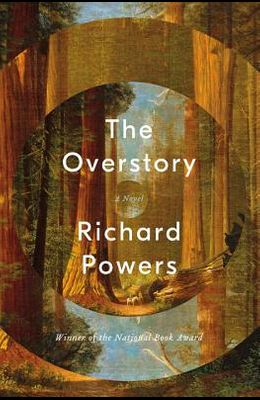 The
Overstory
a Novel
Richard
Powers
Winner of the National Book Award